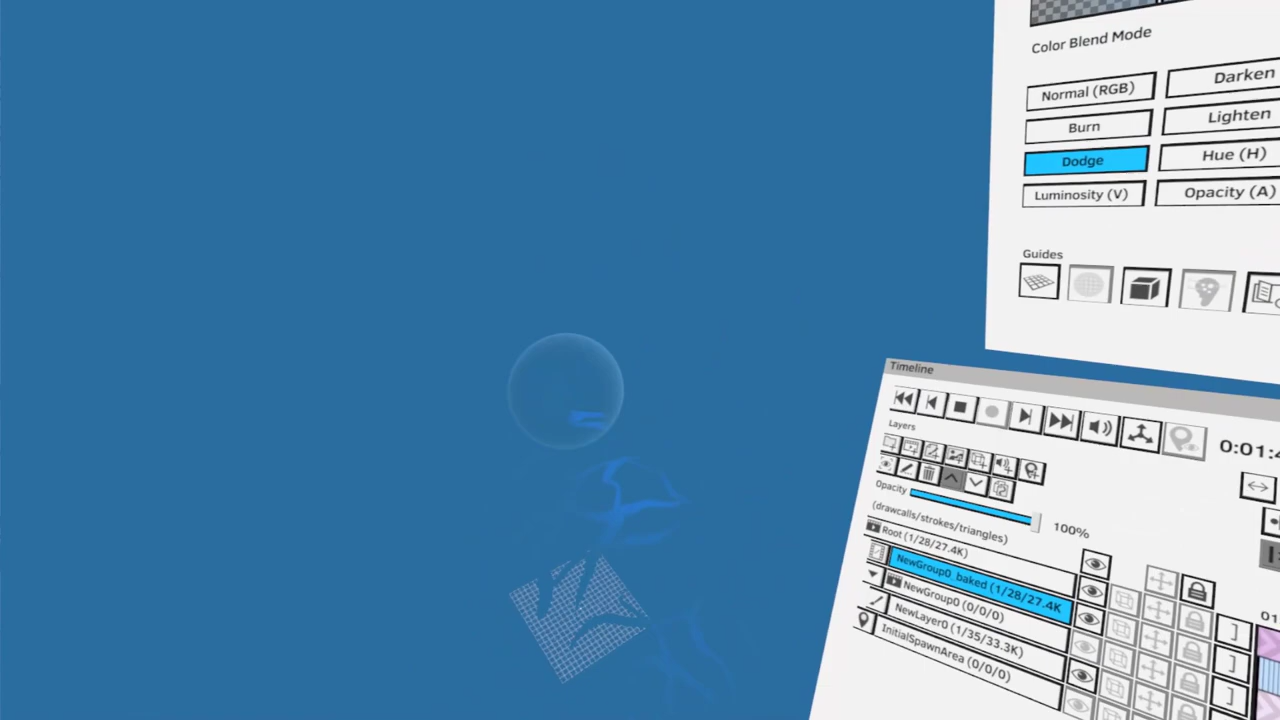 Color Blend Mode
Normal (RGB)
Darken
Burn
Lighten
Dodge
Hue (H)
Luminosity (V)
Opacity (A)
Guides
Timeline
Layers
Opacity
100%
(drawcalls/strokes/triangles)
Root (1/28/27.4K)
NewGroup0_baked (1/28/27.4K
NewGroup0 (0/0/0)
NewLayer0 (1/35/33.3K)
InitialSpawnArea (0/0/0)